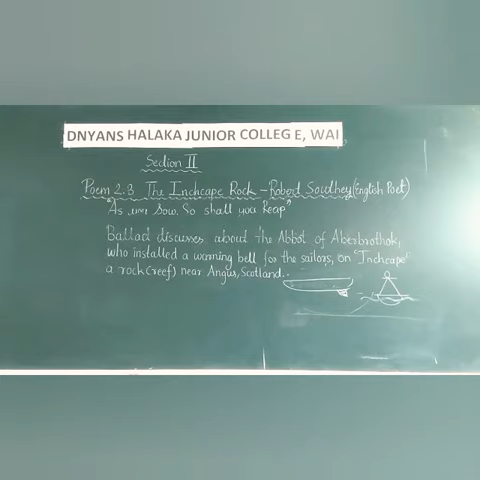 DNYANS HALAKA JUNIOR COLLEG E, WAI
Section II
Poem 2.3 The Inchcape Rock - Robert Southey (English Poet)
"As you Sow, So shall you Reap"
Ballad discusses about the Abbot of Aberbrothok,
who installed a warning bell for the sailors, on "Inchcape"
a rock (reef) near Angus, Scotland.